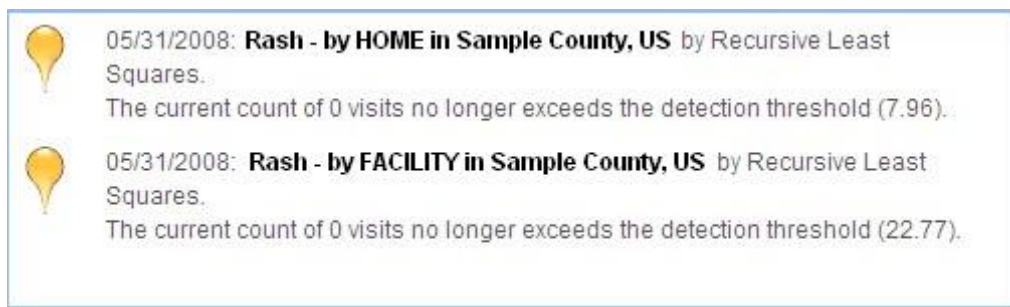 05/31/2008: Rash - by HOME in Sample County, US by Recursive Least
Squares.
The current count of 0 visits no longer exceeds the detection threshold (7.96).
05/31/2008: Rash - by FACILITY in Sample County, US by Recursive Least
Squares.
The current count of 0 visits no longer exceeds the detection threshold (22.77).